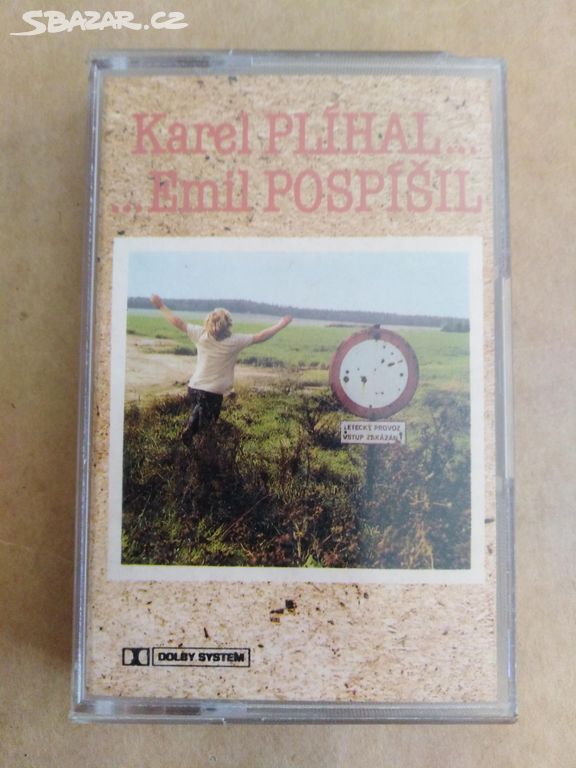 SBAZAR.CZ
Karel PLÍHAL...
...Emil POSPÍŠIL
LETECKÝ PROVOZ
VSTUP ZAKÁZÁN!
DOLBY SYSTEM